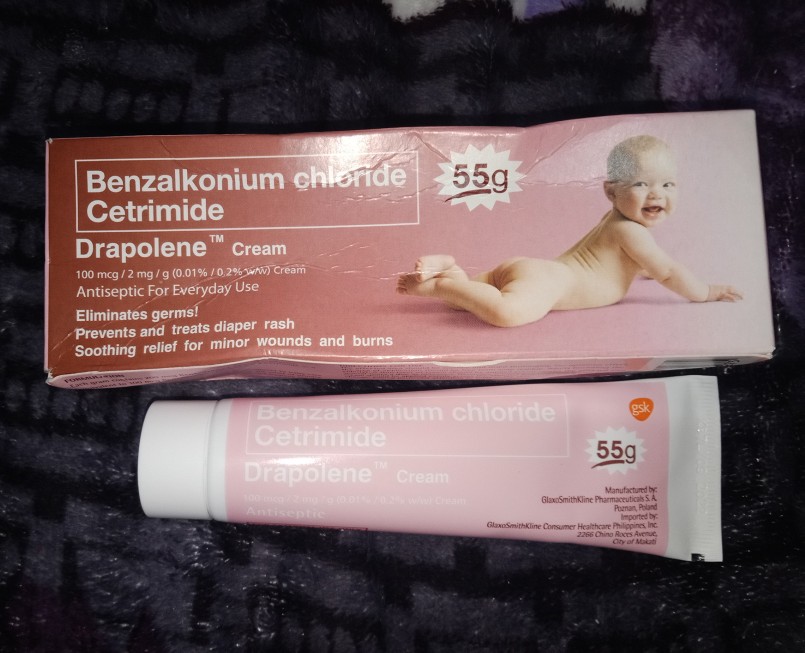 Benzalkonium chloride
Cetrimide
55g
Drapolene™ Cream
100 mcg / 2 mg / g (0.01% / 0.2% w/w) Cream
Antiseptic For Everyday Use
Eliminates germs!
Prevents and treats diaper rash
Soothing relief for minor wounds and burns
FORMULATION
Benzalkonium chloride
Cetrimide
Drapolene™ Cream
100 mcg / 2 mg / g (0.01% / 0.2% w/w) Cream
Antiseptic
gsk
55g
Manufactured by:
GlaxoSmithKline Pharmaceuticals S.A.
Poznan, Poland
Imported by:
GlaxoSmithKline Consumer Healthcare Philippines, Inc.
2266 Chino Roces Avenue,
City of Makati